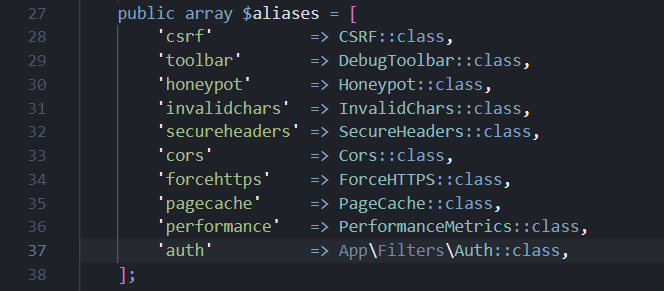 27 public array $aliases = [
28 'csrf' => CSRF::class,
29 'toolbar' => DebugToolbar::class,
30 'honeypot' => Honeypot::class,
31 'invalidchars' => InvalidChars::class,
32 'secureheaders' => SecureHeaders::class,
33 'cors' => Cors::class,
34 'forcehttps' => ForceHTTPS::class,
35 'pagecache' => PageCache::class,
36 'performance' => PerformanceMetrics::class,
37 'auth' => App\Filters\Auth::class,
38 ];